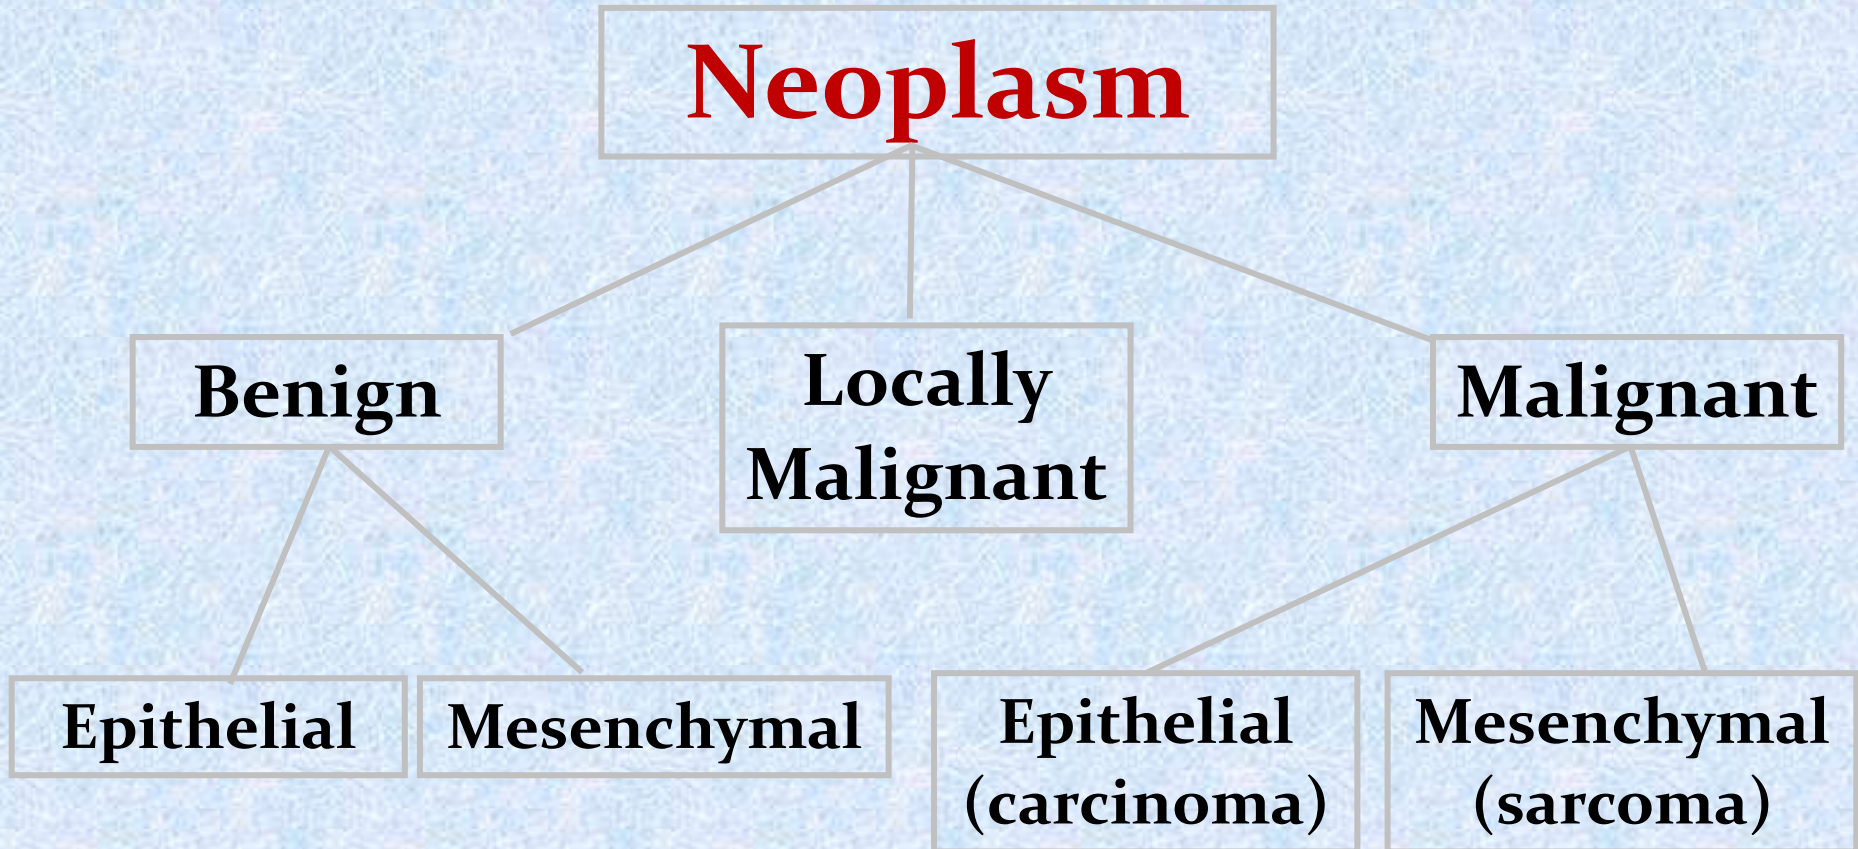 Neoplasm
Benign
Locally
Malignant
Malignant
Epithelial
Mesenchymal
Epithelial
(carcinoma)
Mesenchymal
(sarcoma)